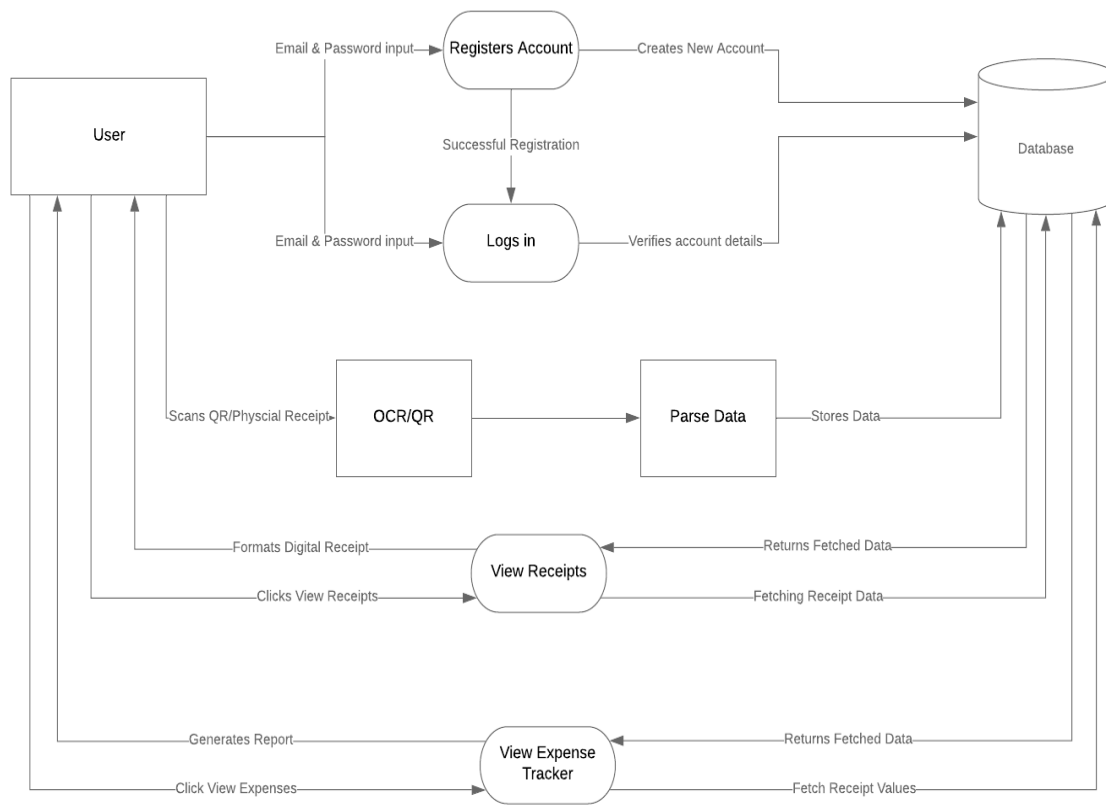 Email & Password input
Registers Account
Creates New Account
User
Successful Registration
Database
Email & Password input
Logs in
Verifies account details
Scans QR/Physcial Receipt
OCR/QR
Parse Data
Stores Data
Formats Digital Receipt
Returns Fetched Data
View Receipts
Clicks View Receipts
Fetching Receipt Data
Generates Report
Returns Fetched Data
View Expense
Tracker
Click View Expenses
Fetch Receipt Values